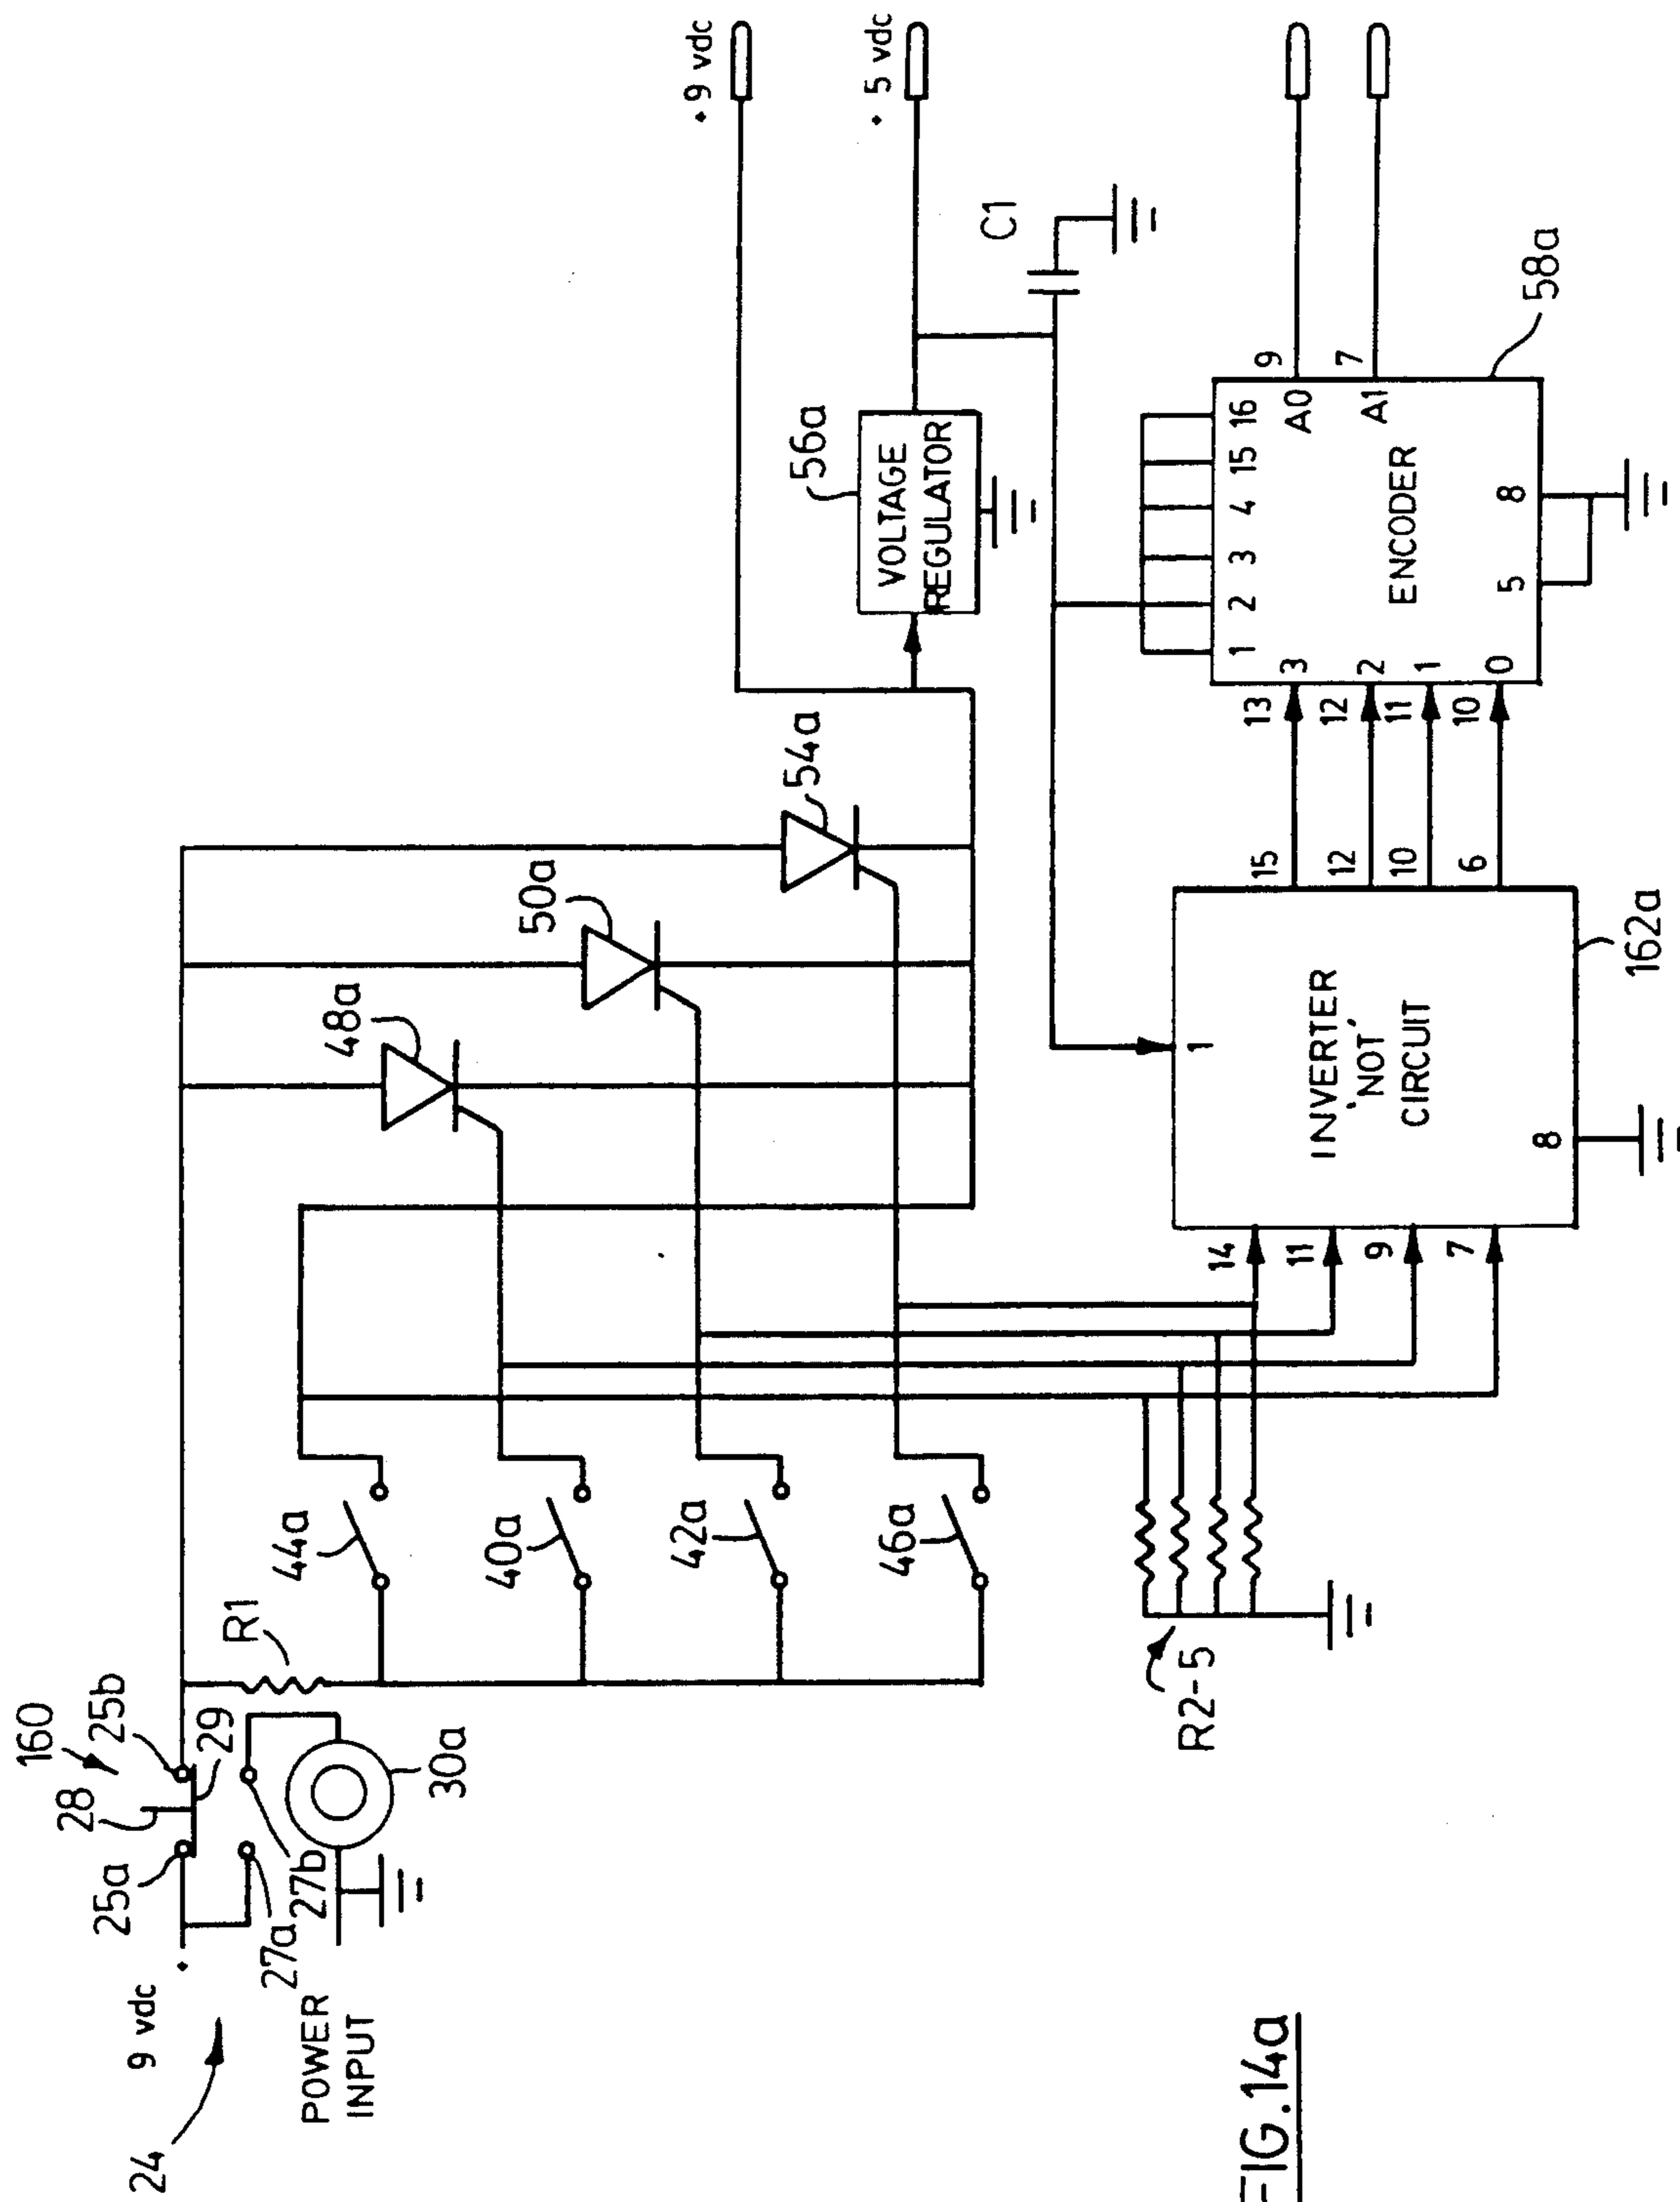 24
9 vdc
POWER
INPUT
25a
28
160
25b
29
27a
27b
30a
R1
44a
40a
42a
46a
R2-5
48a
50a
54a
56a
VOLTAGE
REGULATOR
+ 9 vdc
+ 5 vdc
C1
14
11
9
7
1
INVERTER
'NOT'
CIRCUIT
8
162a
15
12
10
6
13
12
11
10
3
2
1
0
1
2
3
4
15
16
ENCODER
5
8
A0
A1
9
7
58a
FIG.14a